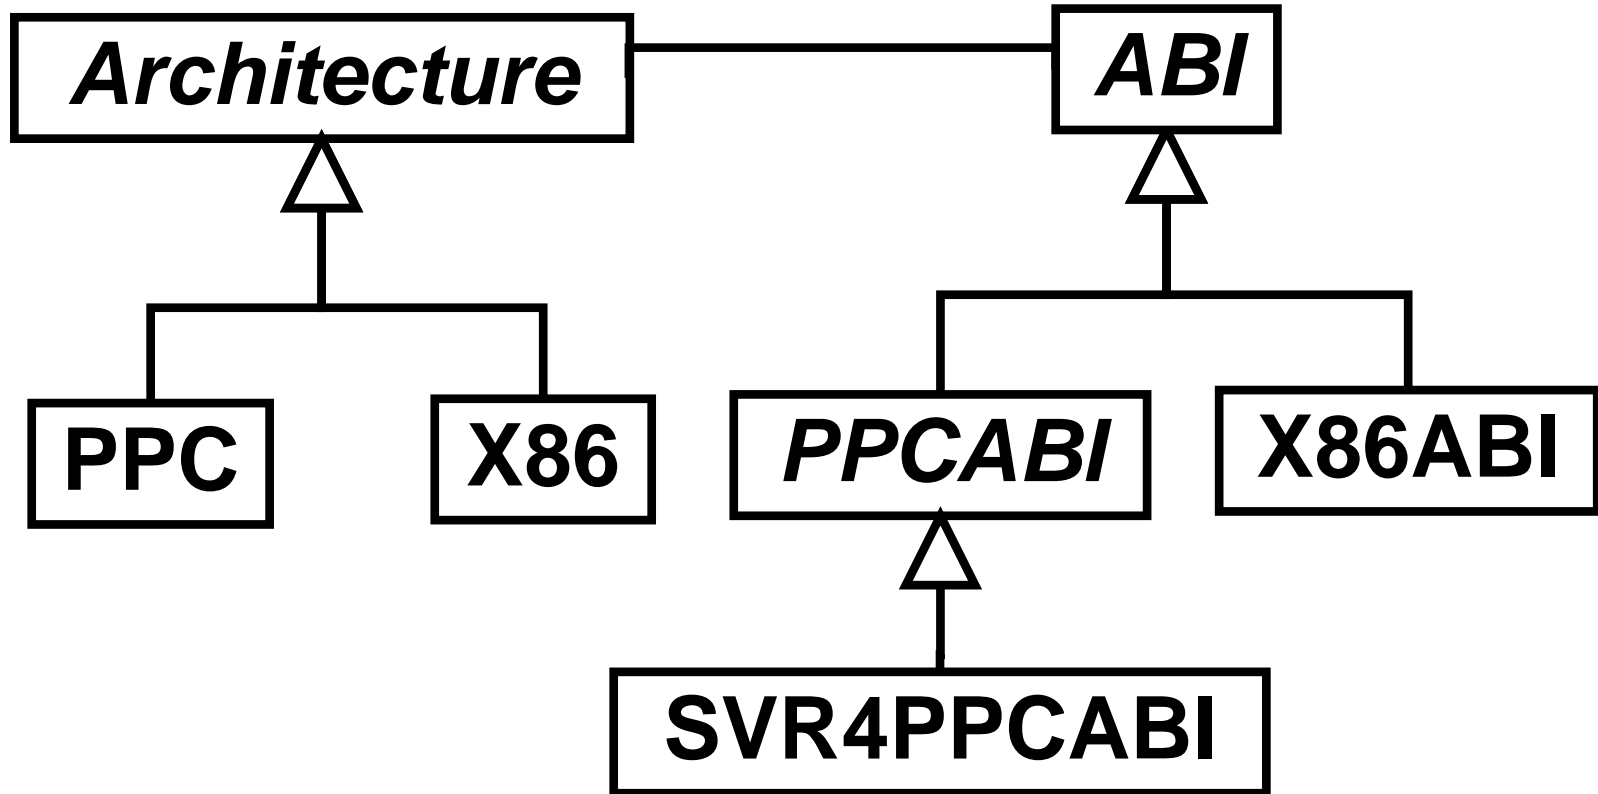 Architecture
ABI
PPC
X86
PPCABI
X86ABI
SVR4PPCABI